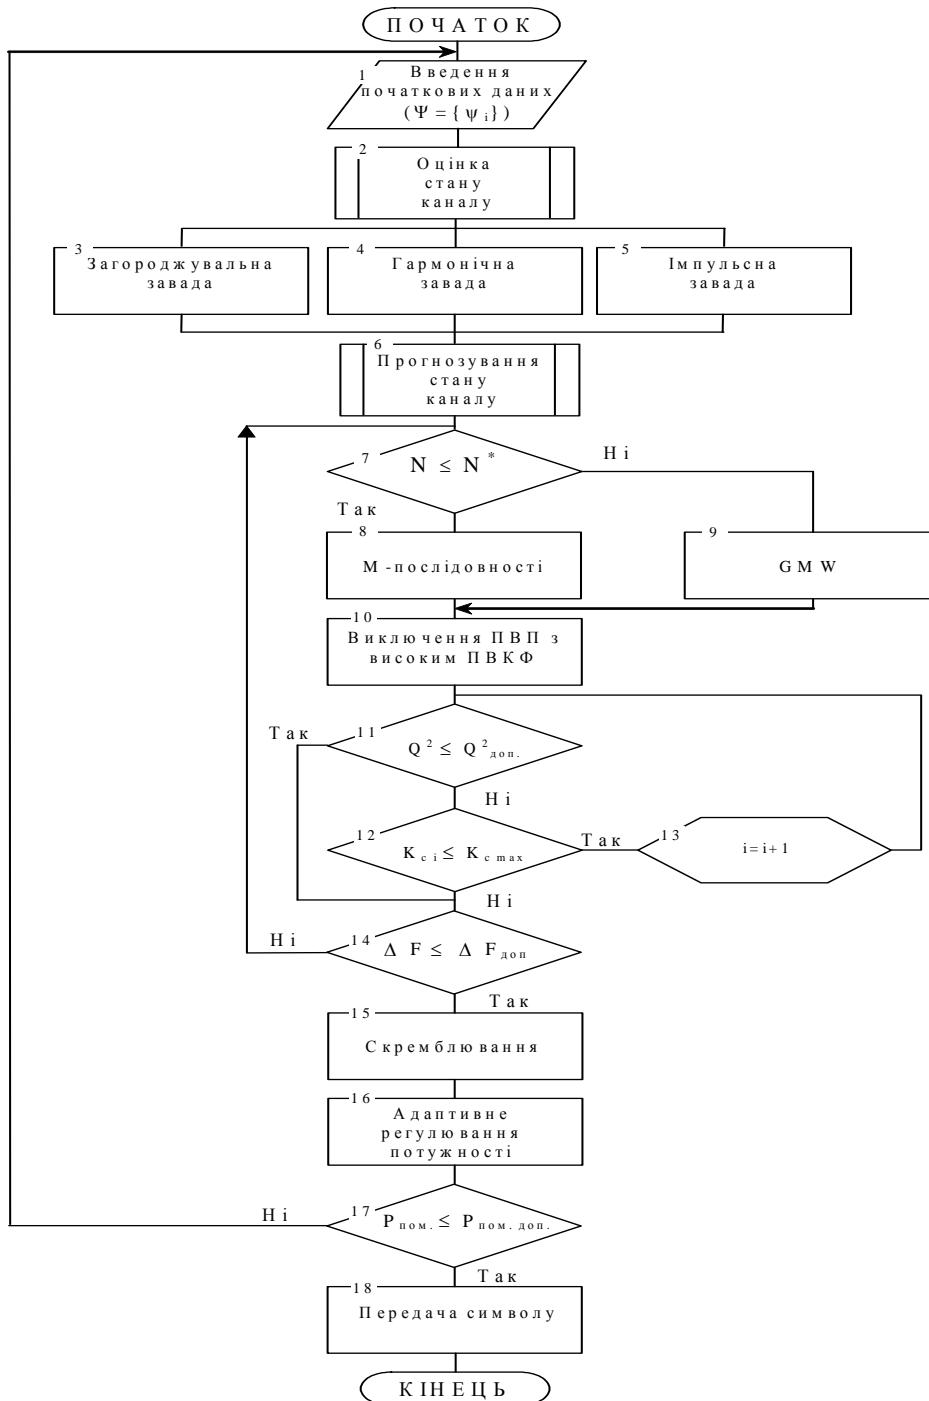 ПОЧАТОК
1
Введення
початкових даних
(Ψ={ψi})
2
Оцінка
стану
каналу
3
Загороджувальна
завада
4
Гармонічна
завада
5
Імпульсна
завада
6
Прогнозування
стану
каналу
7
N ≤ N*
Ні
Так
8
М-послідовності
9
GMW
10
Виключення ПВП з
високим ПВКФ
11
Так
Q² ≤ Q²доп.
Ні
12
Kc i ≤ Kc max
Так
13
i=i+1
Ні
14
Ні
Δ F ≤ Δ Fдоп
Так
15
Скремблювання
16
Адаптивне
регулювання
потужності
17
Ні
Pпом. ≤ Pпом. доп.
Так
18
Передача символу
КІНЕЦЬ